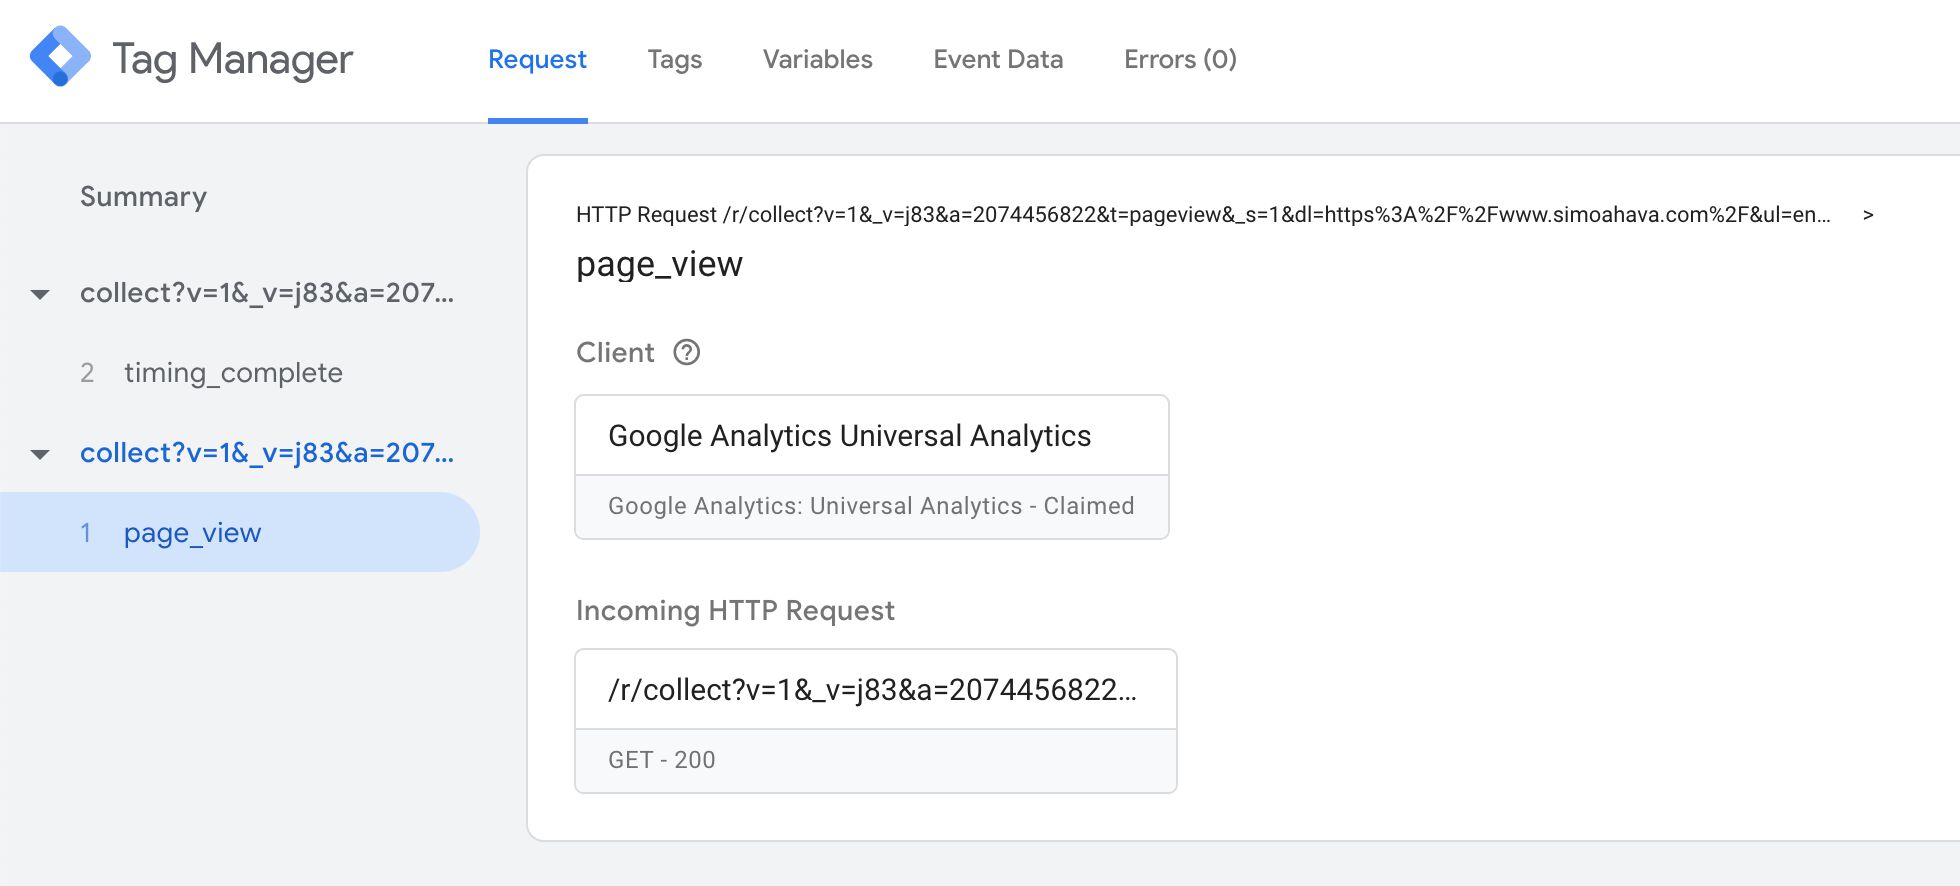 Tag Manager
Request Tags Variables Event Data Errors (0)
Summary
collect?v=1&_v=j83&a=207...
2 timing_complete
collect?v=1&_v=j83&a=207...
1 page_view
HTTP Request /r/collect?v=1&_v=j83&a=2074456822&t=pageview&_s=1&dl=https%3A%2F%2Fwww.simoahava.com%2F&ul=en... >
page_view
Client ?
Google Analytics Universal Analytics
Google Analytics: Universal Analytics - Claimed
Incoming HTTP Request
/r/collect?v=1&_v=j83&a=2074456822...
GET - 200